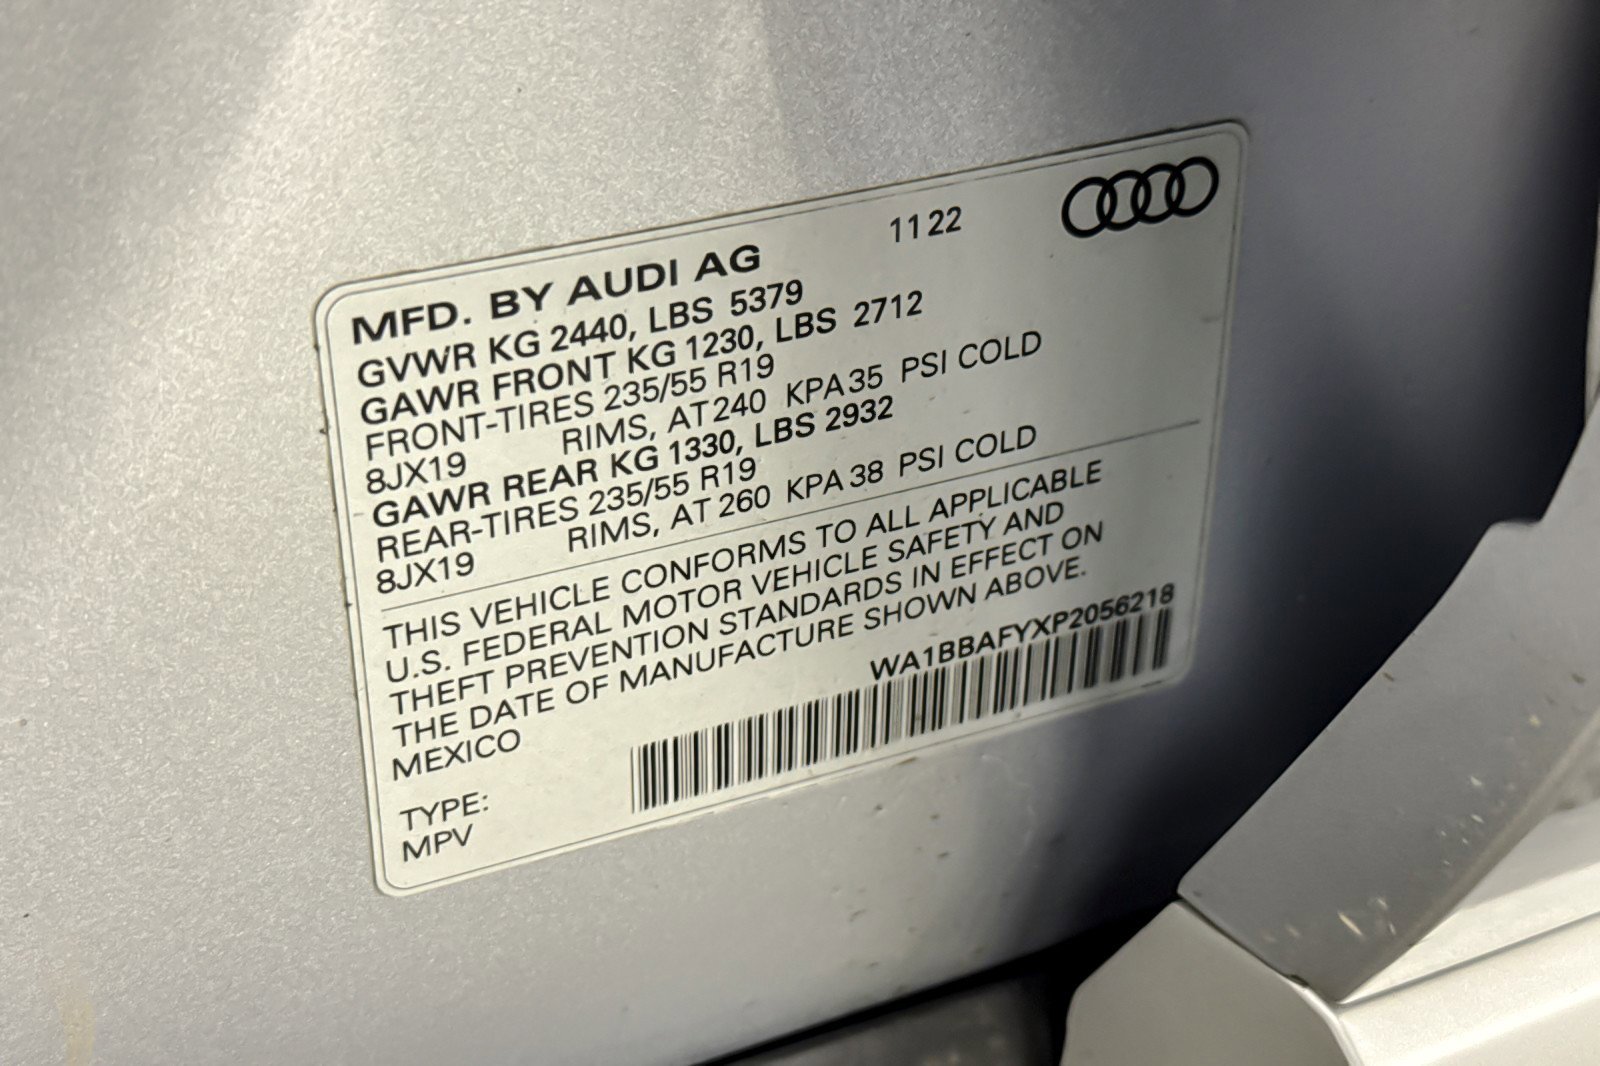 MFD. BY AUDI AG 11 22
GVWR KG 2440, LBS 5379
GAWR FRONT KG 1230, LBS 2712
FRONT-TIRES 235/55 R19
8JX19 RIMS, AT 240 KPA 35 PSI COLD
GAWR REAR KG 1330, LBS 2932
REAR-TIRES 235/55 R19
8JX19 RIMS, AT 260 KPA 38 PSI COLD
THIS VEHICLE CONFORMS TO ALL APPLICABLE
U.S. FEDERAL MOTOR VEHICLE SAFETY AND
THEFT PREVENTION STANDARDS IN EFFECT ON
THE DATE OF MANUFACTURE SHOWN ABOVE.
MEXICO WA1BBAFYXP2056218
TYPE:
MPV